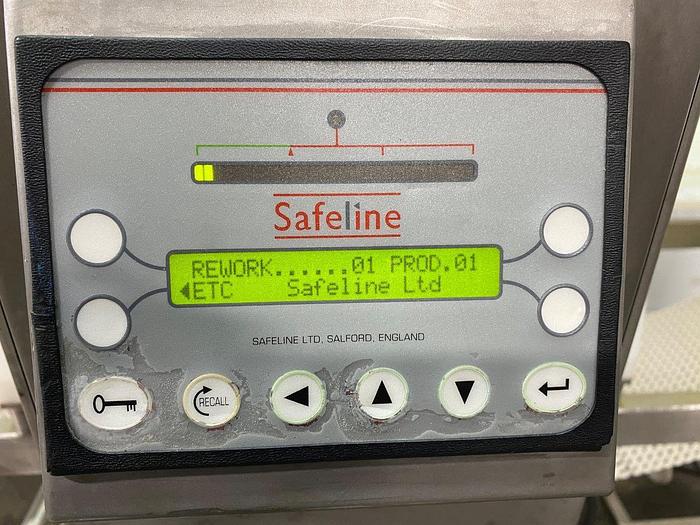 Safeline
REWORK......01 PROD.01
◀ETC Safeline Ltd
SAFELINE LTD, SALFORD, ENGLAND
RECALL